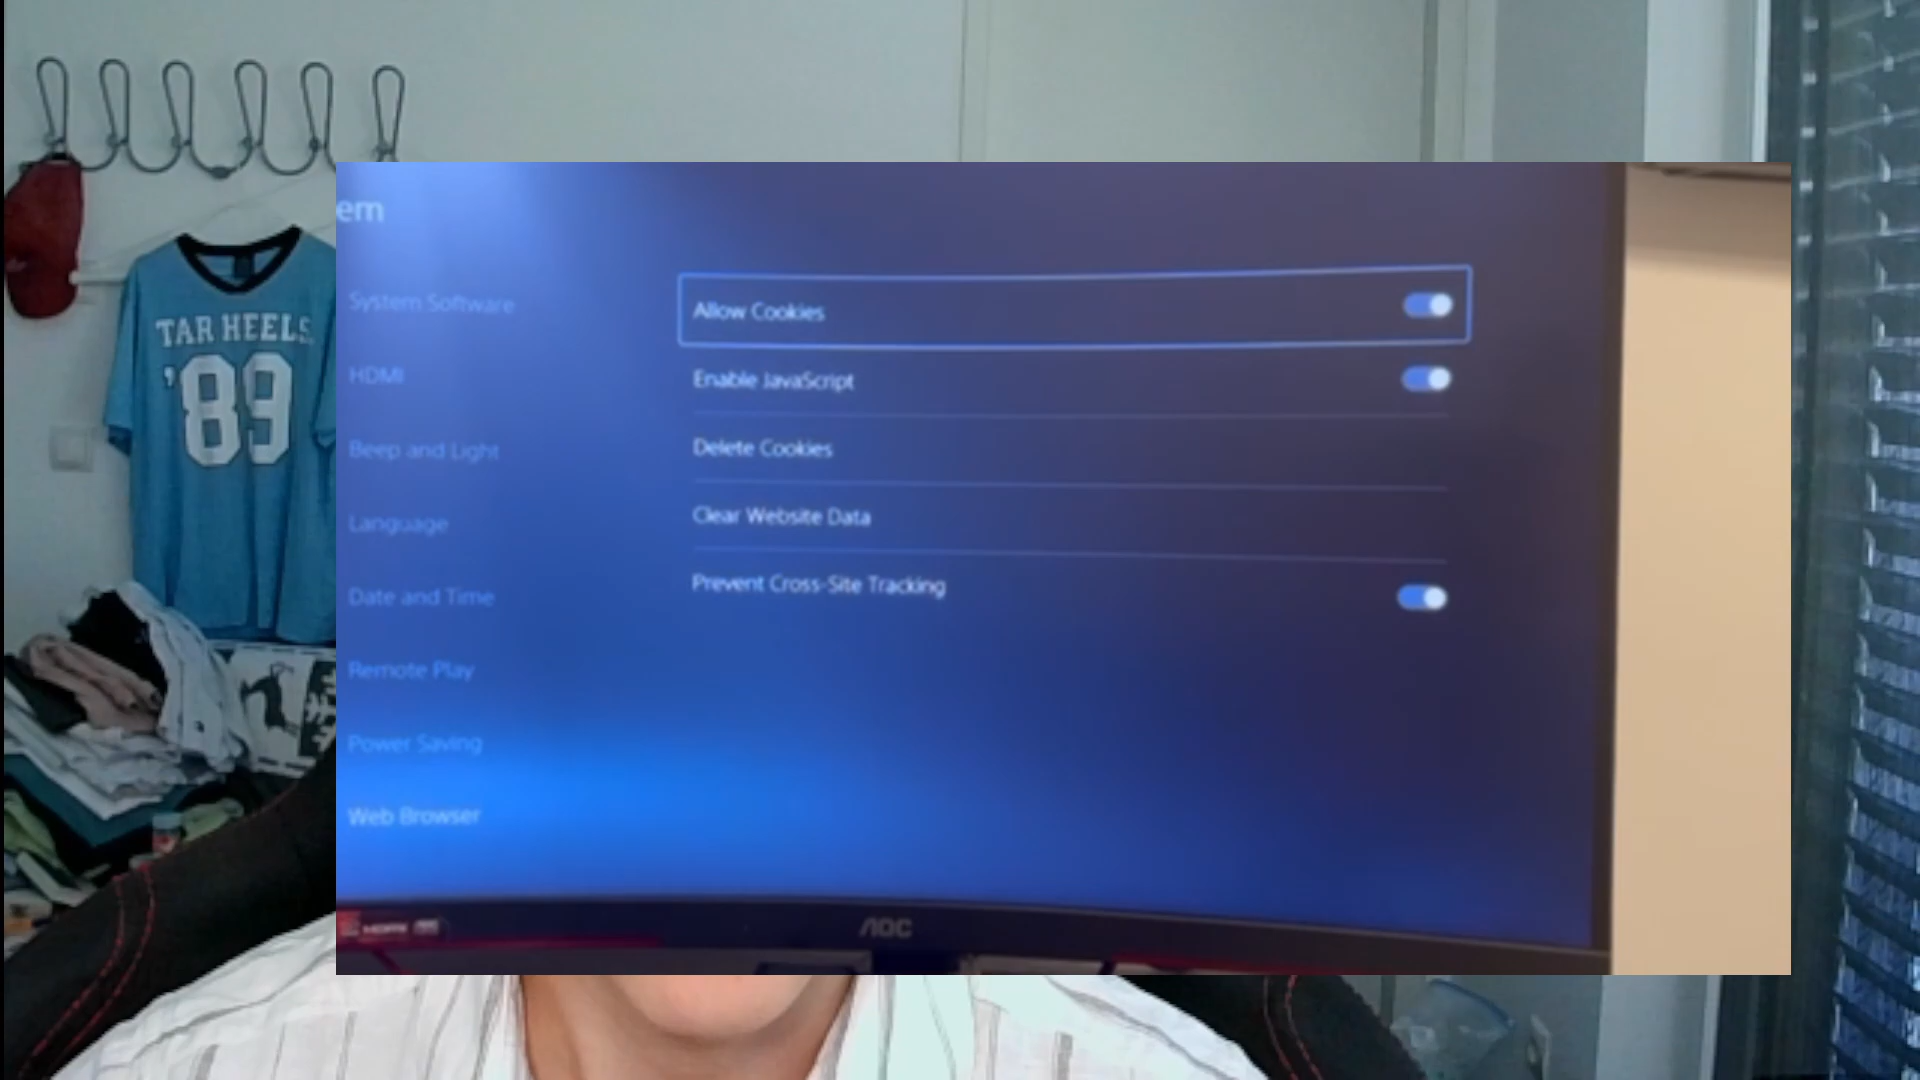 TAR HEELS
'89
em
System Software
HDMI
Beep and Light
Language
Date and Time
Remote Play
Power Saving
Web Browser
Allow Cookies
Enable JavaScript
Delete Cookies
Clear Website Data
Prevent Cross-Site Tracking
HDMI
AOC